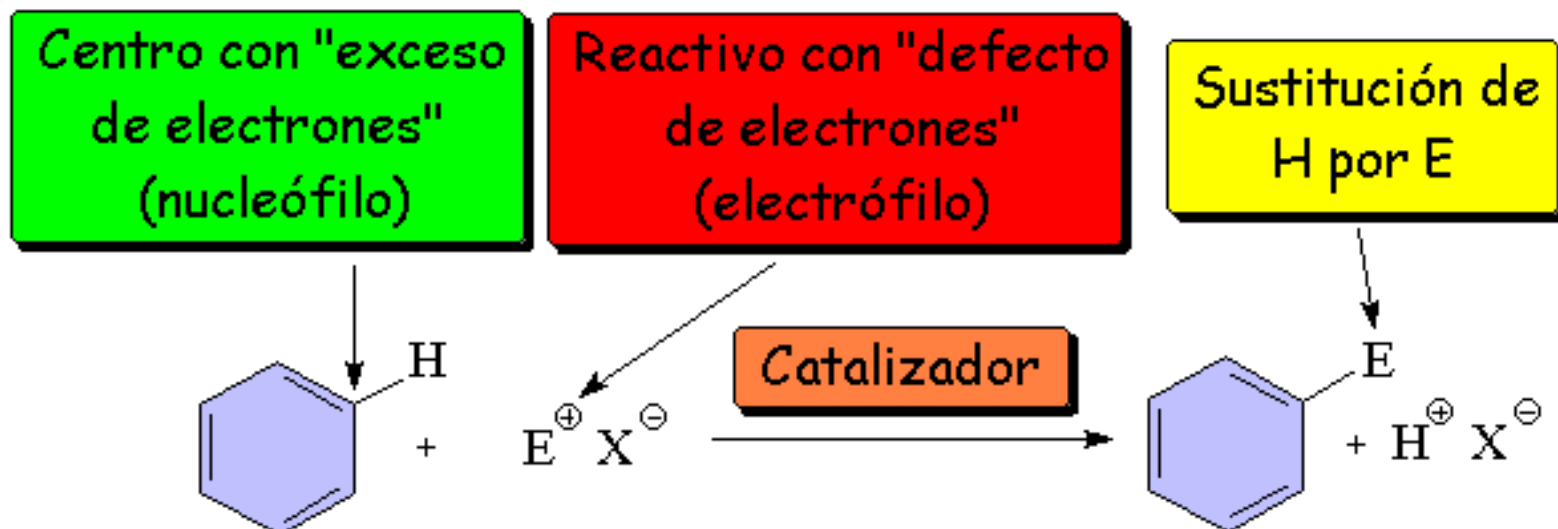 Centro con "exceso
de electrones"
(nucleófilo)
Reactivo con "defecto
de electrones"
(electrófilo)
Sustitución de
H por E
Catalizador
H
+ E⊕ X⊖
E
+ H⊕ X⊖